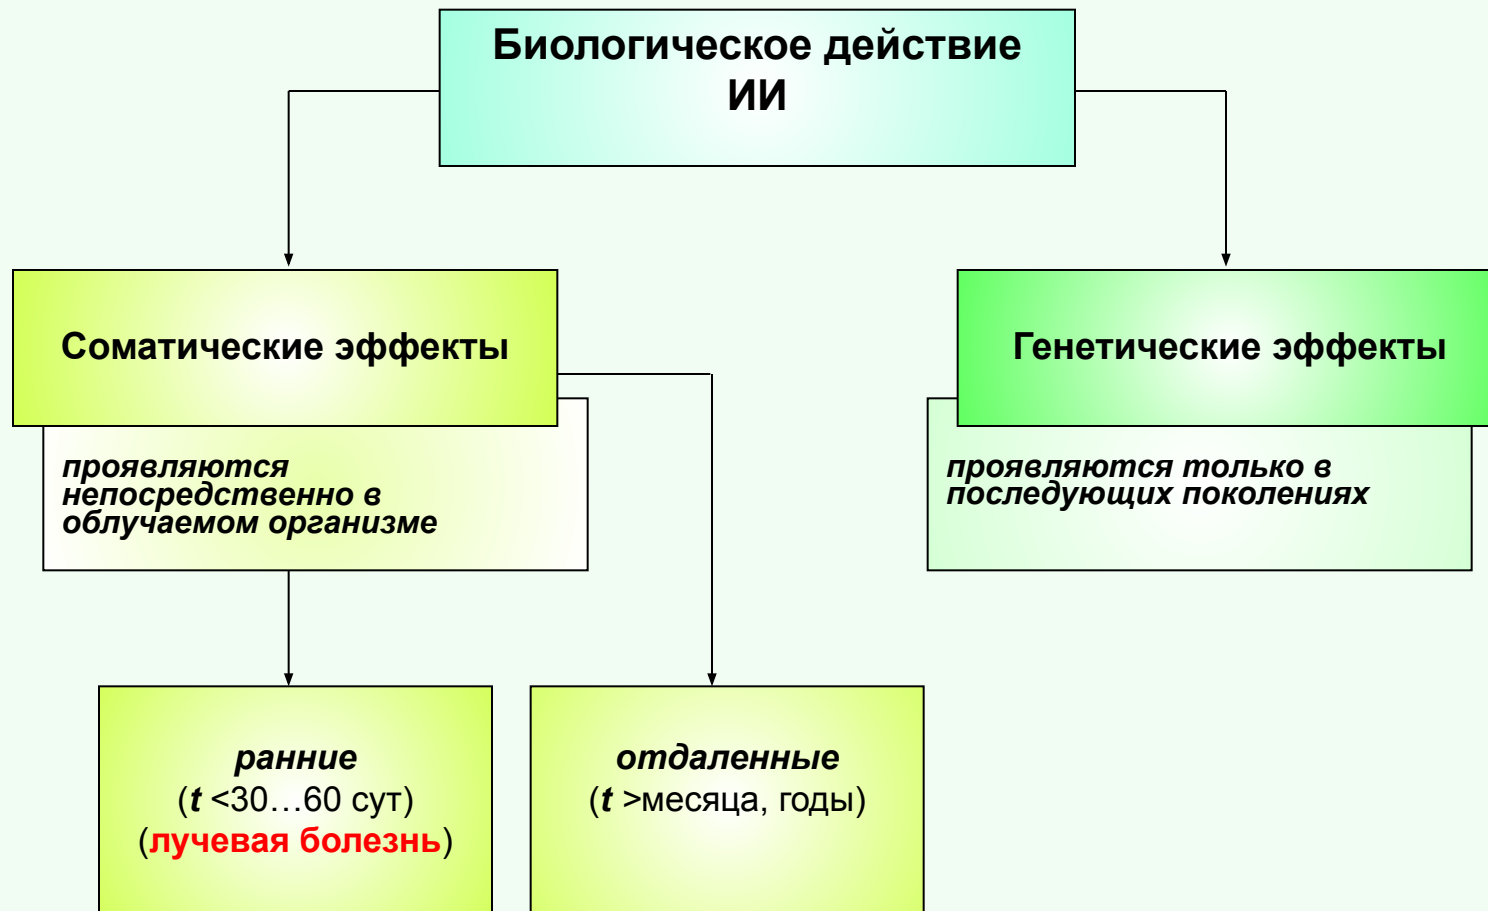 Биологическое действие
ИИ
Соматические эффекты
Генетические эффекты
проявляются
непосредственно в
облучаемом организме
проявляются только в
последующих поколениях
ранние
(t <30…60 сут)
(лучевая болезнь)
отдаленные
(t >месяца, годы)